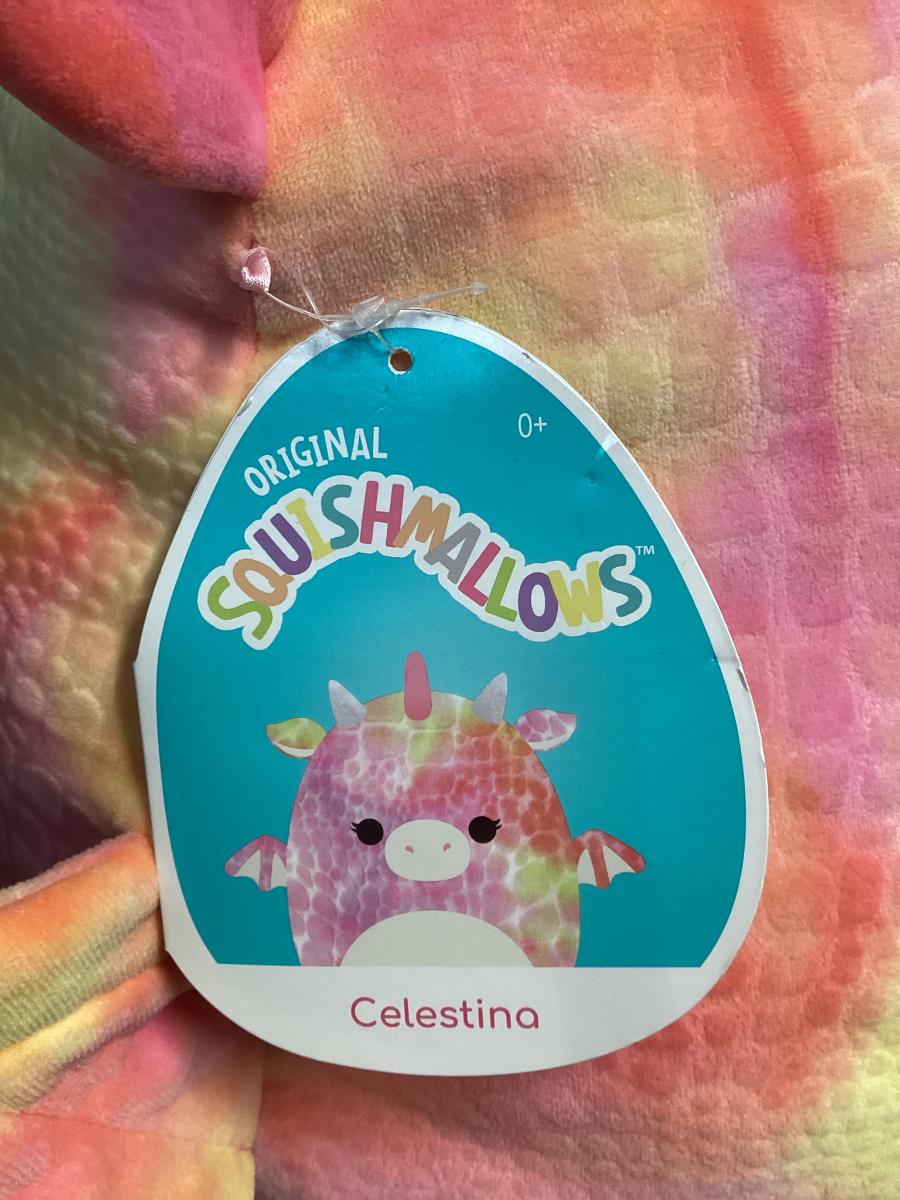 0+
ORIGINAL
SQUISHMALLOWS™
Celestina